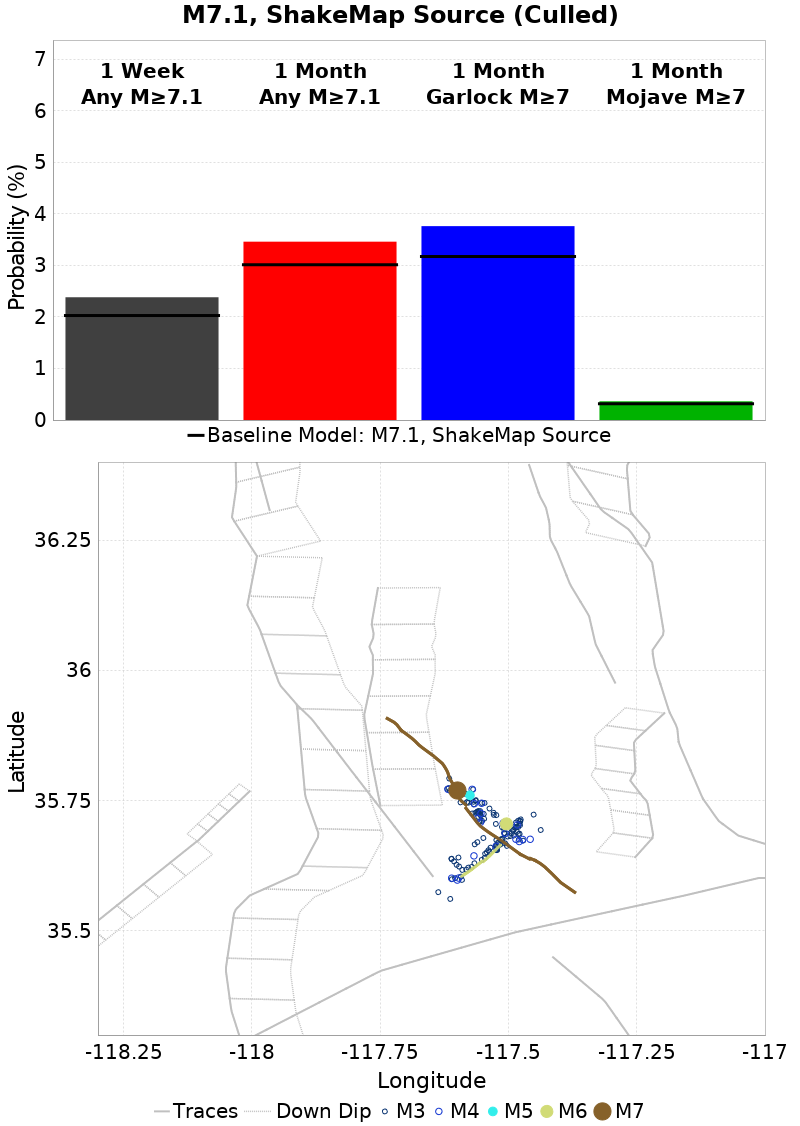 M7.1, ShakeMap Source (Culled)
Probability (%)
7
6
5
4
3
2
1
0
1 Week
Any M≥7.1
1 Month
Any M≥7.1
1 Month
Garlock M≥7
1 Month
Mojave M≥7
Baseline Model: M7.1, ShakeMap Source
Latitude
36.25
36
35.75
35.5
-118.25 -118 -117.75 -117.5 -117.25 -117
Longitude
Traces Down Dip M3 M4 M5 M6 M7